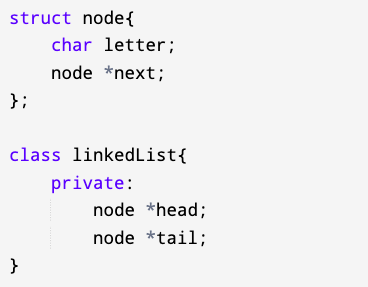 struct node{
    char letter;
    node *next;
};

class linkedList{
    private:
        node *head;
        node *tail;
}